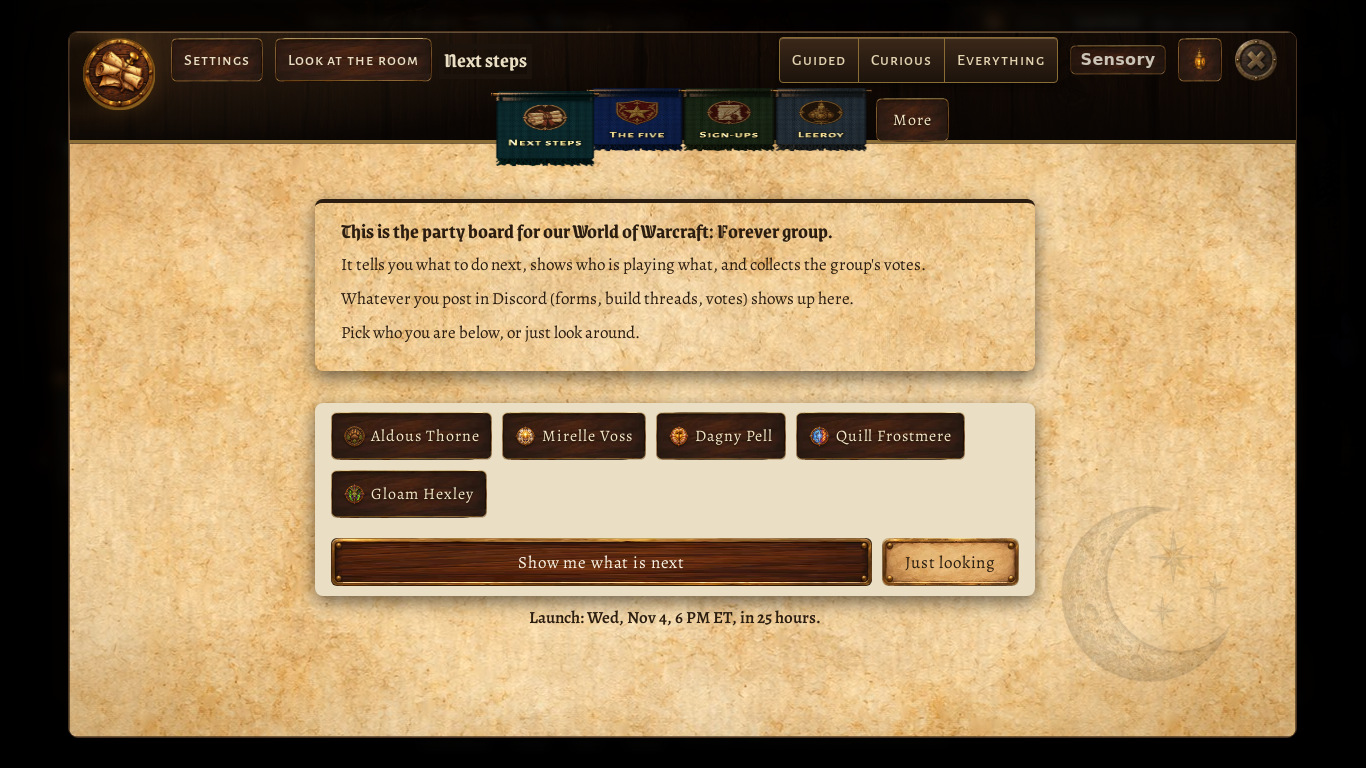 Settings
Look at the room
Next steps
Guided
Curious
Everything
Sensory
Next steps
The Five
Sign-ups
Leeroy
More
This is the party board for our World of Warcraft: Forever group.
It tells you what to do next, shows who is playing what, and collects the group's votes.
Whatever you post in Discord (forms, build threads, votes) shows up here.
Pick who you are below, or just look around.
Aldous Thorne
Mirelle Voss
Dagny Pell
Quill Frostmere
Gloam Hexley
Show me what is next
Just looking
Launch: Wed, Nov 4, 6 PM ET, in 25 hours.